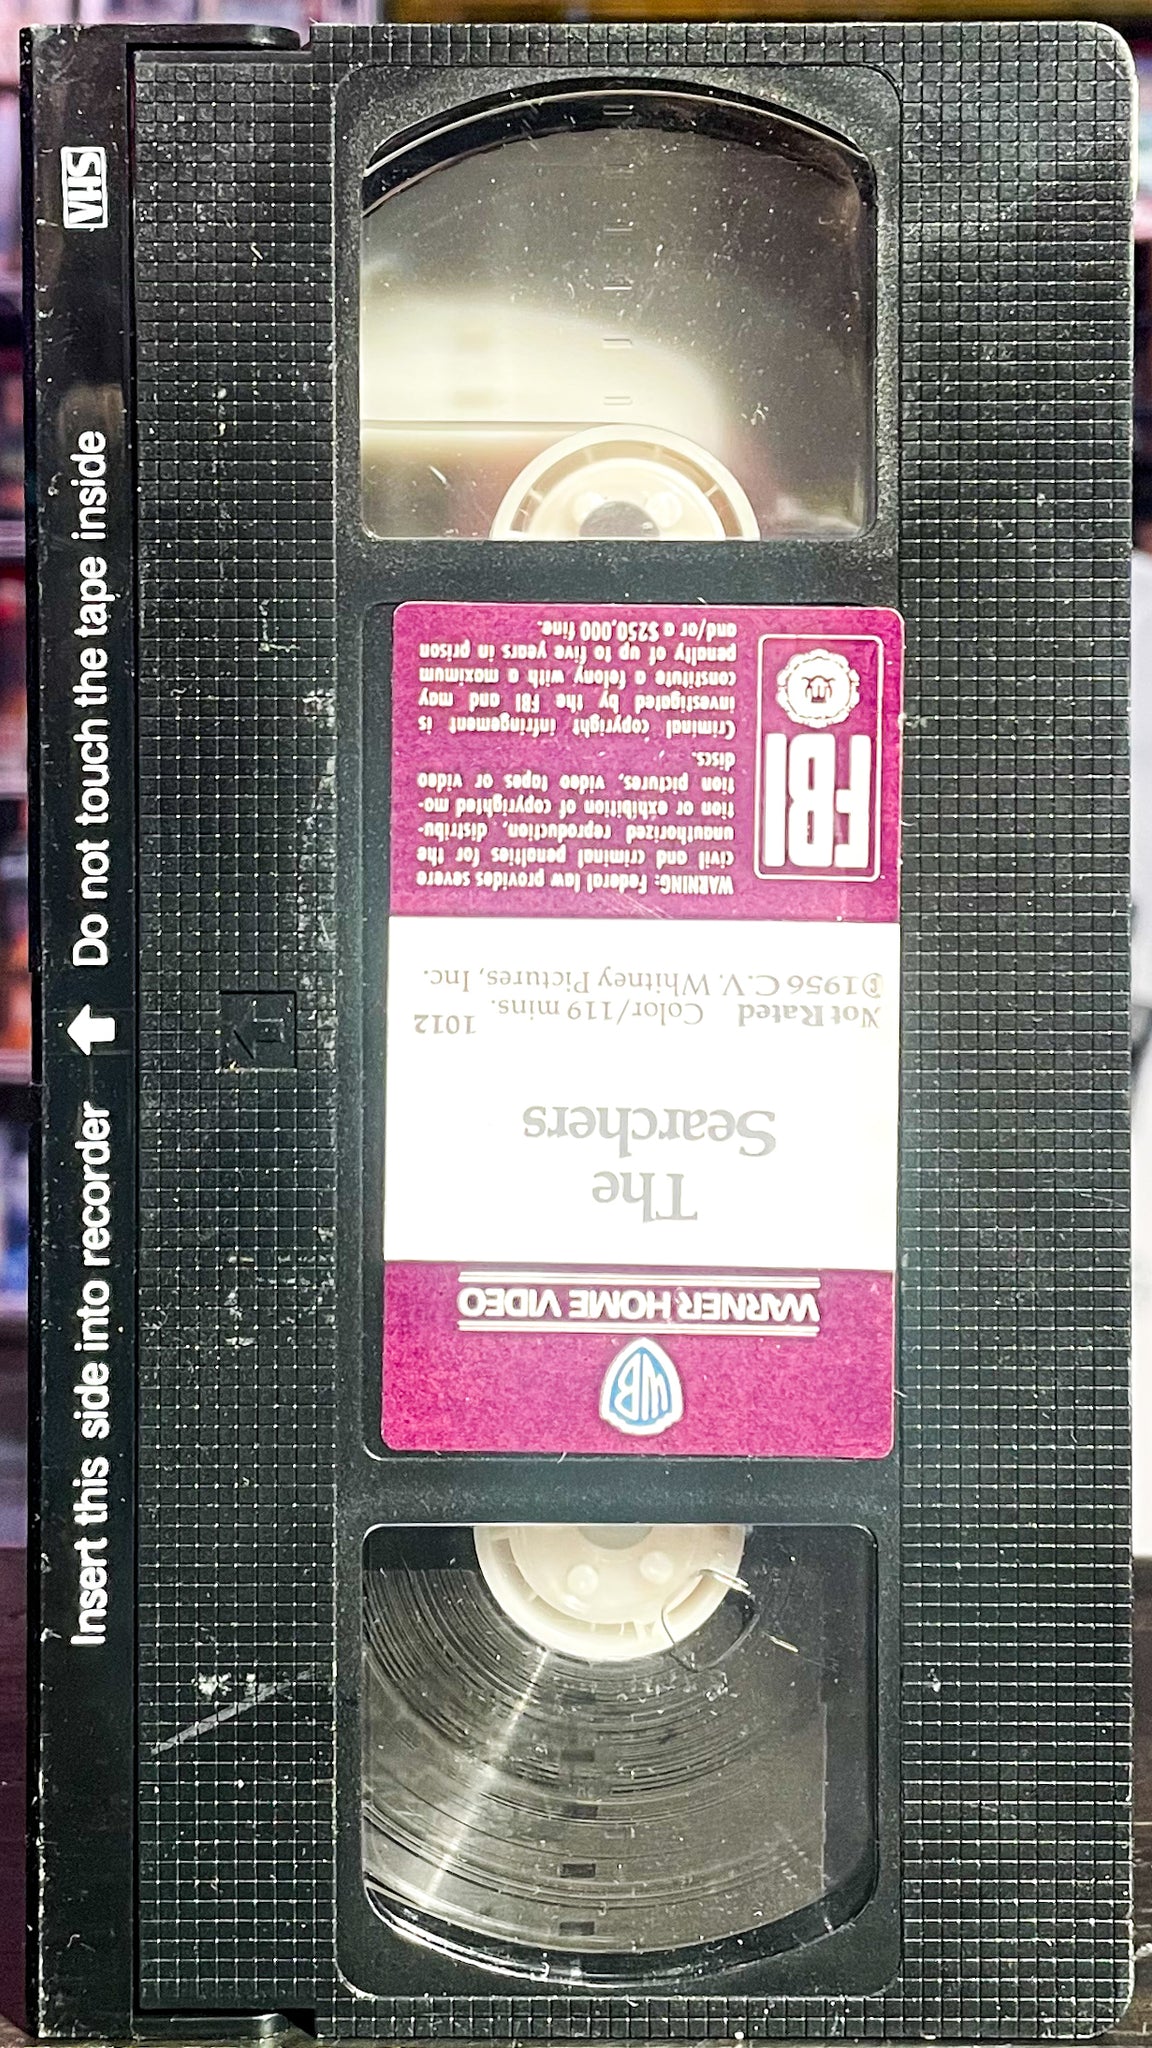 VHS
Insert this side into recorder ⬆ Do not touch the tape inside
WB
WARNER HOME VIDEO
The
Searchers
1012
Not Rated Color/119 mins.
©1956 C.V. Whitney Pictures, Inc.
FBI
WARNING: Federal law provides severe
civil and criminal penalties for the
unauthorized reproduction, distribu-
tion or exhibition of copyrighted mo-
tion pictures, video tapes or video
discs.
Criminal copyright infringement is
investigated by the FBI and may
constitute a felony with a maximum
penalty of up to five years in prison
and/or a $250,000 fine.